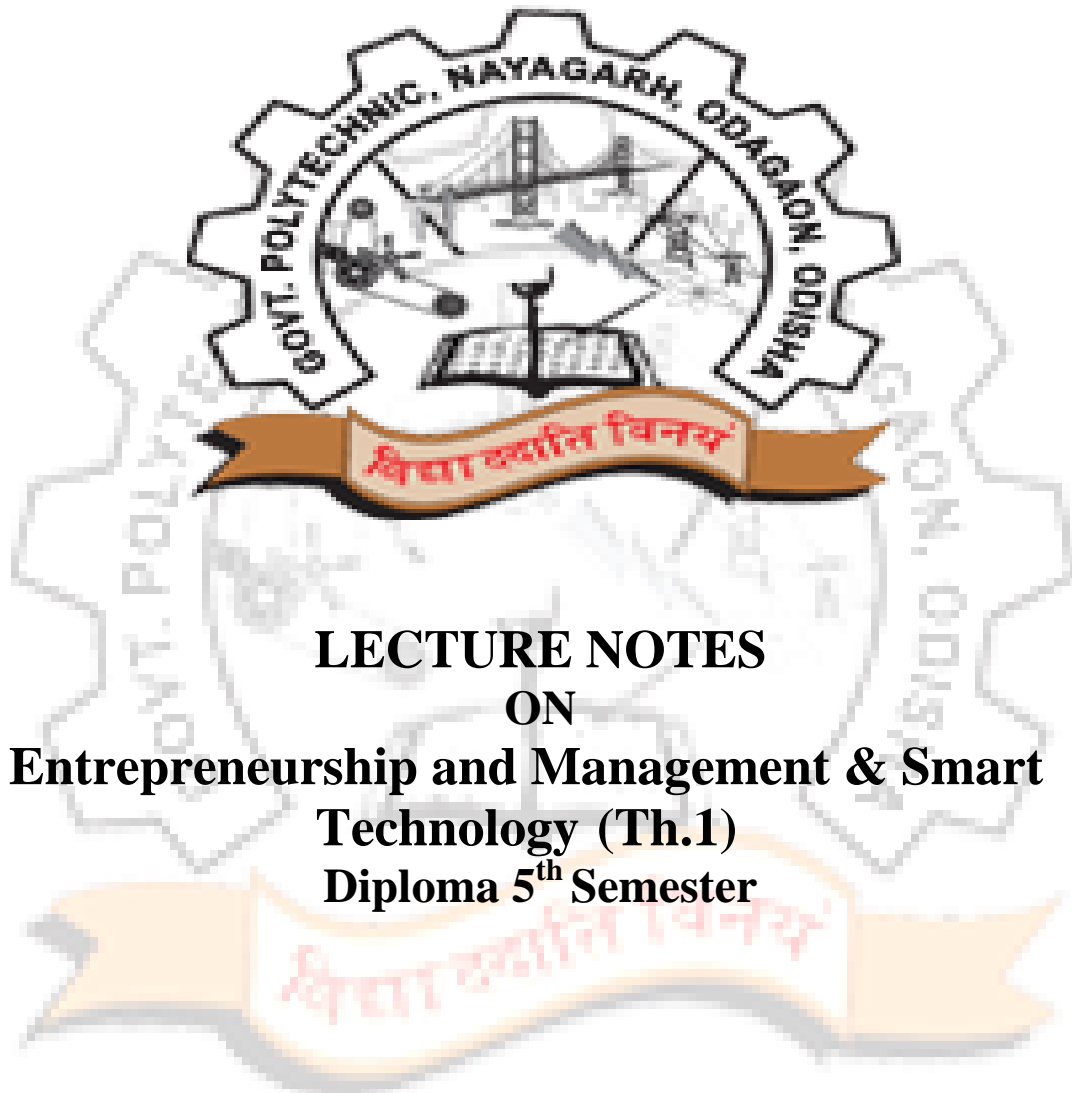 GOVT. POLYTECHNIC, NAYAGARH, ODAGAON, ODISHA
विद्या ददाति विनयं
LECTURE NOTES
ON
Entrepreneurship and Management & Smart
Technology (Th.1)
Diploma 5th Semester